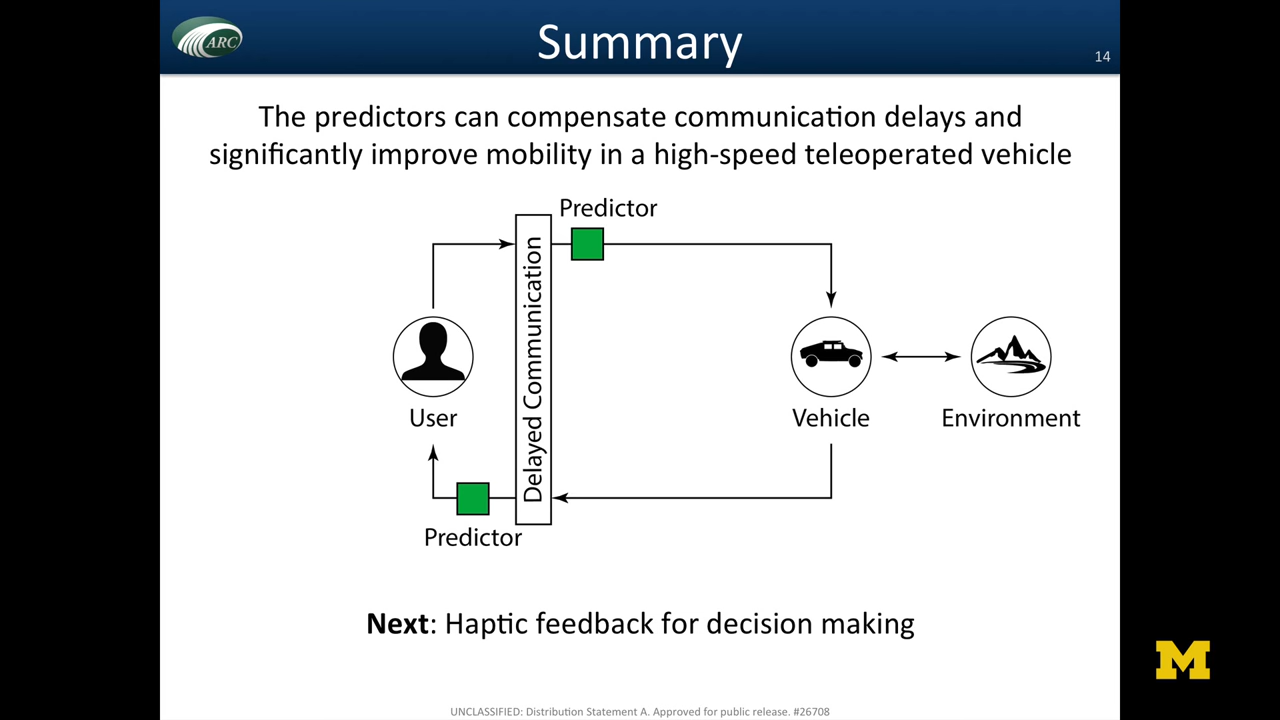 ARC
Summary
14
The predictors can compensate communication delays and
significantly improve mobility in a high-speed teleoperated vehicle
Predictor
Delayed Communication
User
Vehicle
Environment
Predictor
Next: Haptic feedback for decision making
M
UNCLASSIFIED: Distribution Statement A. Approved for public release. #26708